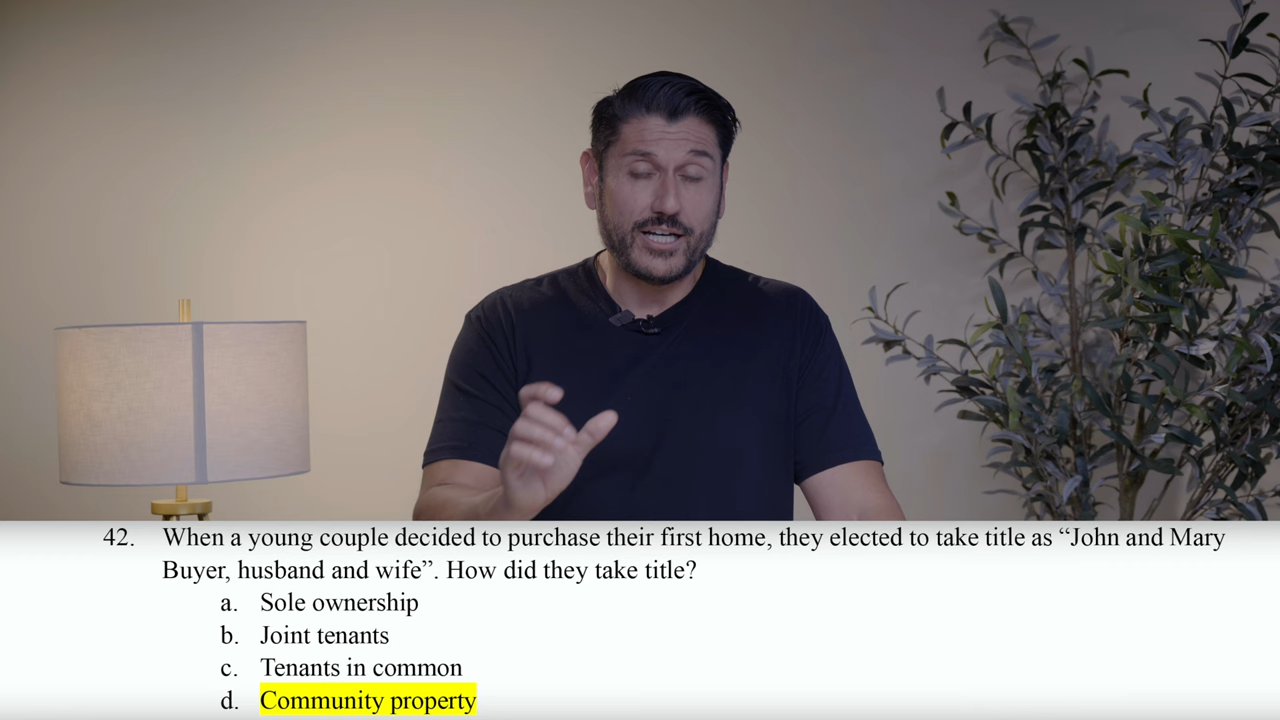 42. When a young couple decided to purchase their first home, they elected to take title as “John and Mary
Buyer, husband and wife”. How did they take title?
a. Sole ownership
b. Joint tenants
c. Tenants in common
d. Community property